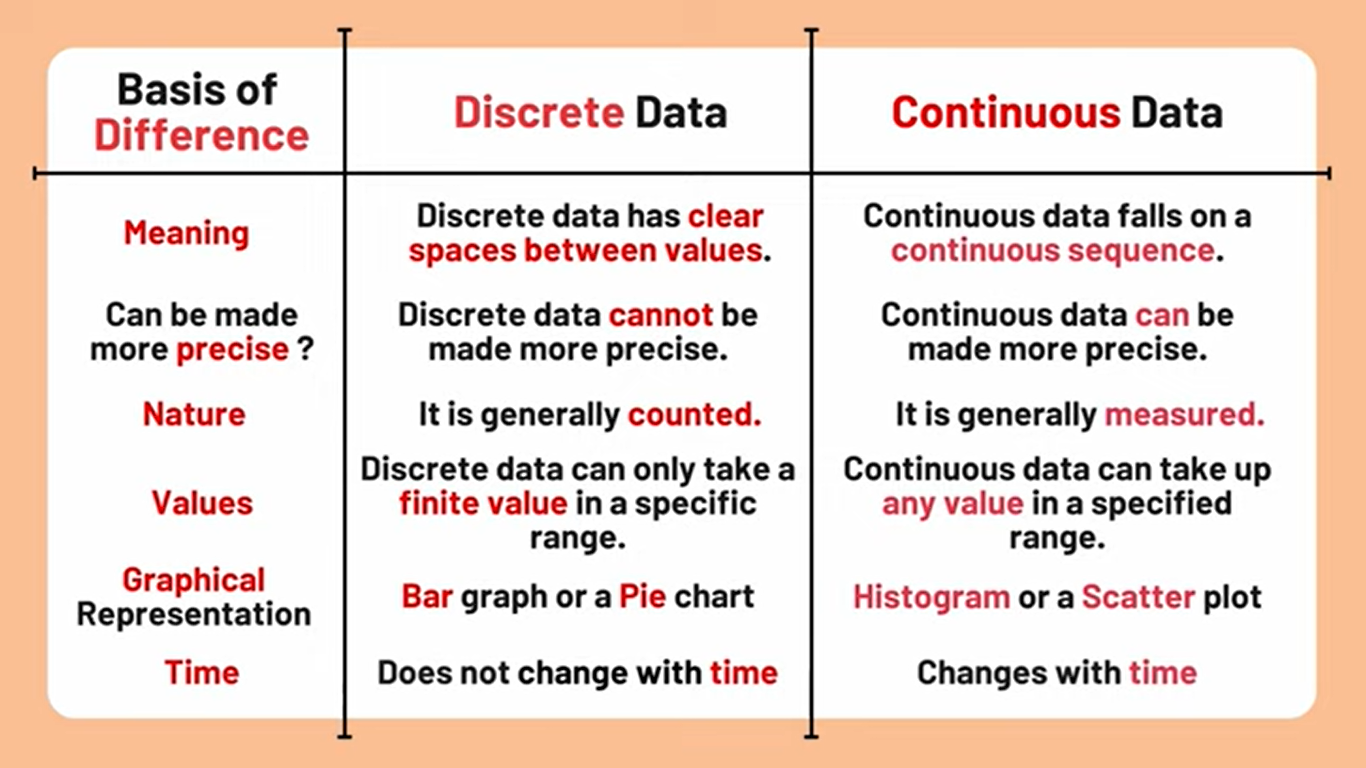 Basis of
Difference
Discrete Data
Continuous Data
Meaning
Discrete data has clear
spaces between values.
Continuous data falls on a
continuous sequence.
Can be made
more precise ?
Discrete data cannot be
made more precise.
Continuous data can be
made more precise.
Nature
It is generally counted.
It is generally measured.
Values
Discrete data can only take a
finite value in a specific
range.
Continuous data can take up
any value in a specified
range.
Graphical
Representation
Bar graph or a Pie chart
Histogram or a Scatter plot
Time
Does not change with time
Changes with time